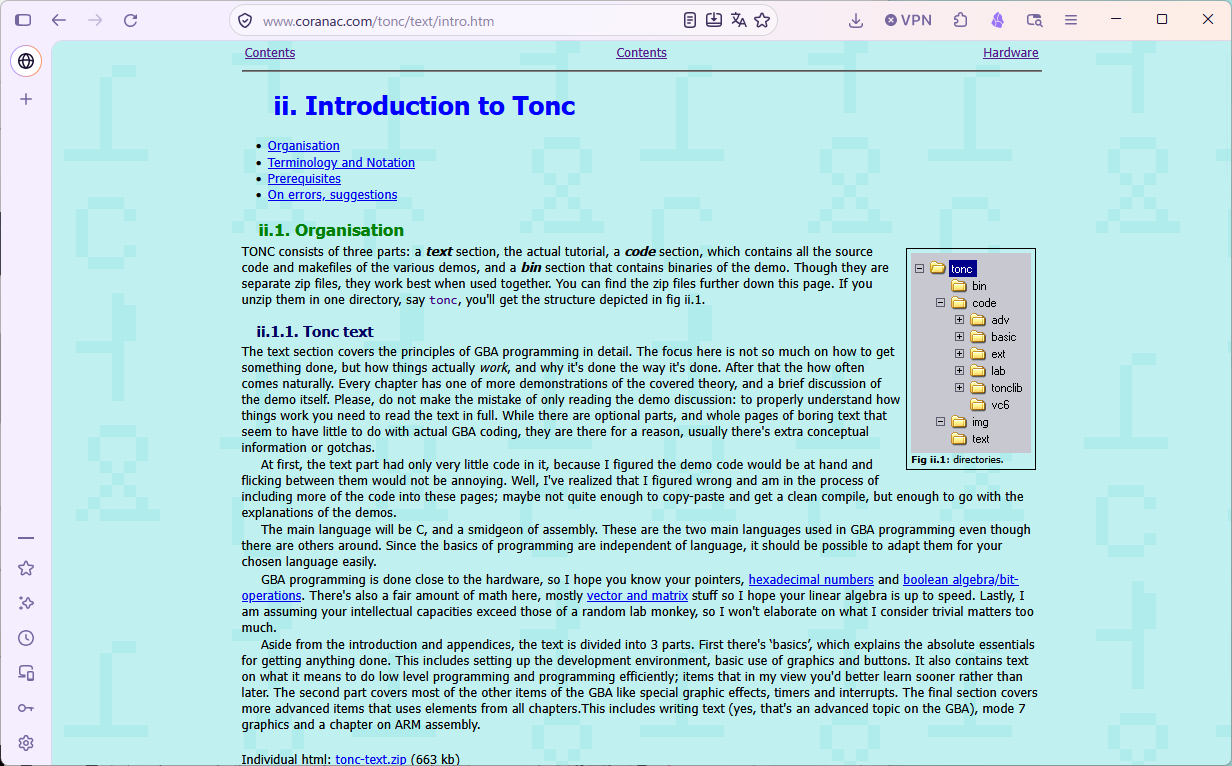 www.coranac.com/tonc/text/intro.htm
VPN
Contents Contents Hardware
ii. Introduction to Tonc
• Organisation
• Terminology and Notation
• Prerequisites
• On errors, suggestions
ii.1. Organisation
TONC consists of three parts: a text section, the actual tutorial, a code section, which contains all the source
code and makefiles of the various demos, and a bin section that contains binaries of the demo. Though they are
separate zip files, they work best when used together. You can find the zip files further down this page. If you
unzip them in one directory, say tonc, you'll get the structure depicted in fig ii.1.
tonc
bin
code
adv
basic
ext
lab
tonclib
vc6
img
text
Fig ii.1: directories.
ii.1.1. Tonc text
The text section covers the principles of GBA programming in detail. The focus here is not so much on how to get
something done, but how things actually work, and why it's done the way it's done. After that the how often
comes naturally. Every chapter has one of more demonstrations of the covered theory, and a brief discussion of
the demo itself. Please, do not make the mistake of only reading the demo discussion: to properly understand how
things work you need to read the text in full. While there are optional parts, and whole pages of boring text that
seem to have little to do with actual GBA coding, they are there for a reason, usually there's extra conceptual
information or gotchas.
At first, the text part had only very little code in it, because I figured the demo code would be at hand and
flicking between them would not be annoying. Well, I've realized that I figured wrong and am in the process of
including more of the code into these pages; maybe not quite enough to copy-paste and get a clean compile, but enough to go with the
explanations of the demos.
The main language will be C, and a smidgeon of assembly. These are the two main languages used in GBA programming even though
there are others around. Since the basics of programming are independent of language, it should be possible to adapt them for your
chosen language easily.
GBA programming is done close to the hardware, so I hope you know your pointers, hexadecimal numbers and boolean algebra/bit-
operations. There's also a fair amount of math here, mostly vector and matrix stuff so I hope your linear algebra is up to speed. Lastly, I
am assuming your intellectual capacities exceed those of a random lab monkey, so I won't elaborate on what I consider trivial matters too
much.
Aside from the introduction and appendices, the text is divided into 3 parts. First there's ‘basics’, which explains the absolute essentials
for getting anything done. This includes setting up the development environment, basic use of graphics and buttons. It also contains text
on what it means to do low level programming and programming efficiently; items that in my view you'd better learn sooner rather than
later. The second part covers most of the other items of the GBA like special graphic effects, timers and interrupts. The final section covers
more advanced items that uses elements from all chapters.This includes writing text (yes, that's an advanced topic on the GBA), mode 7
graphics and a chapter on ARM assembly.
Individual html: tonc-text.zip (663 kb)